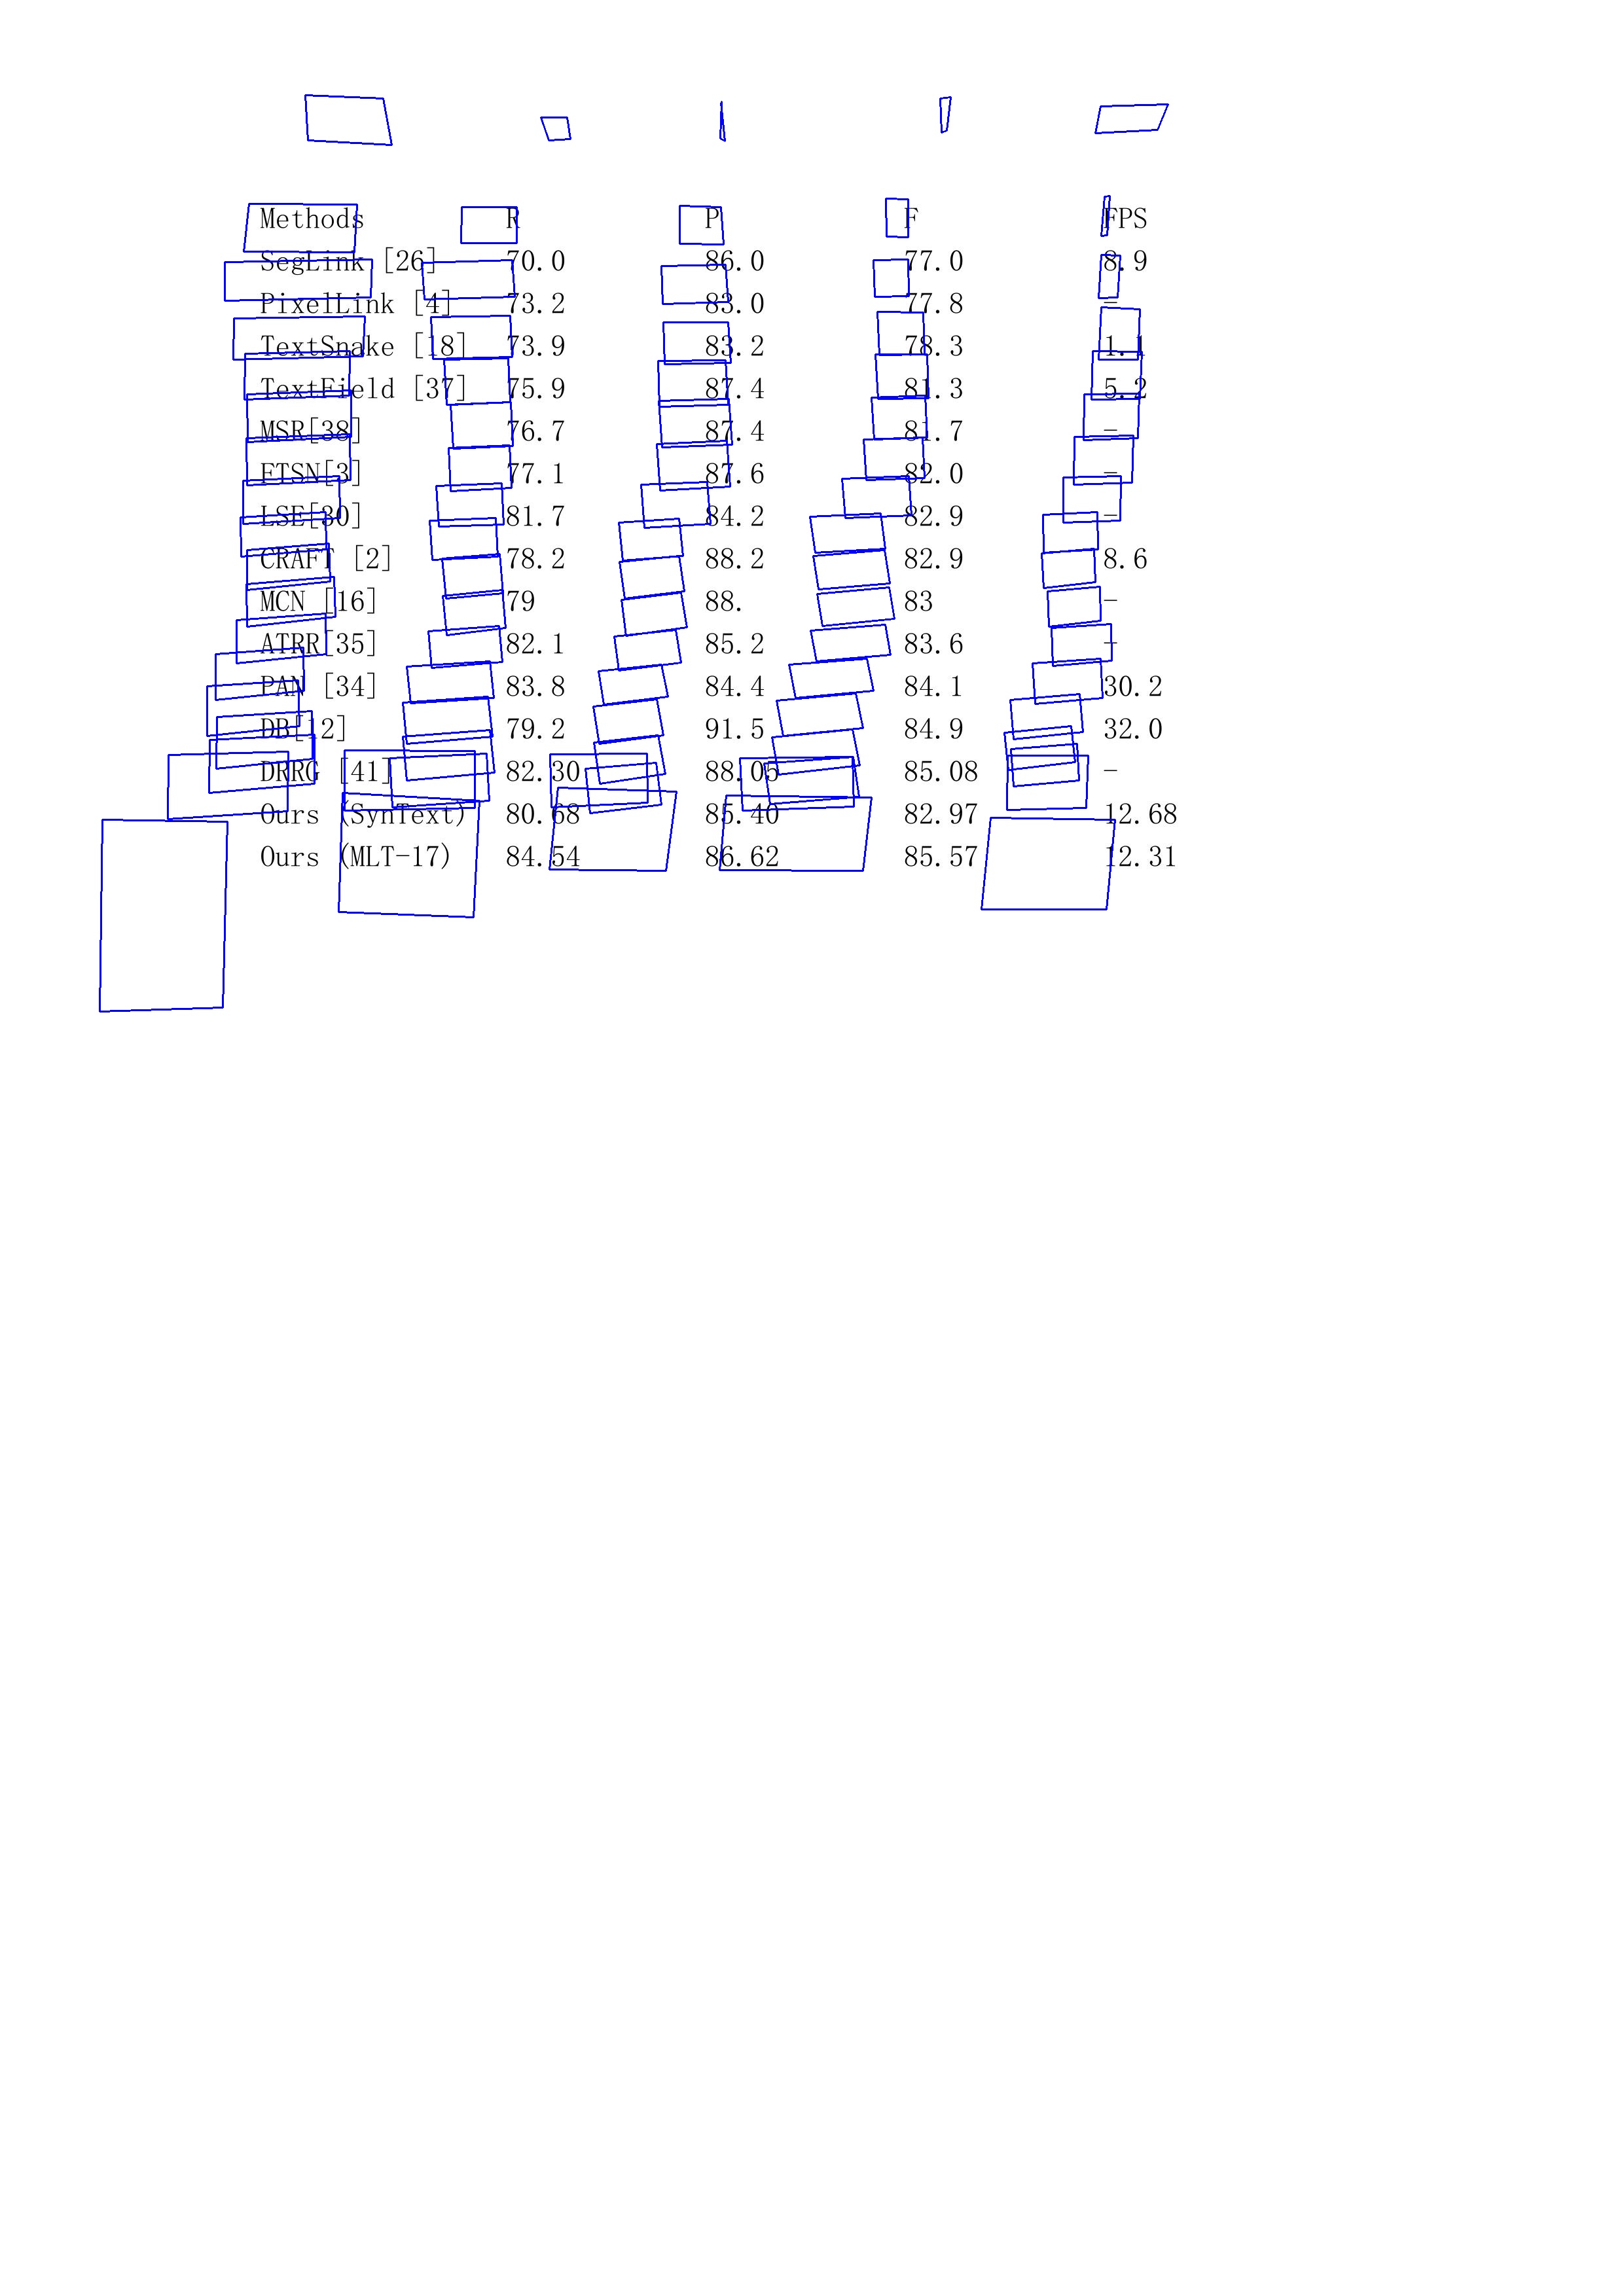 Methods R P F FPS
SegLink [26] 70.0 86.0 77.0 8.9
PixelLink [4] 73.2 83.0 77.8 -
TextSnake [18] 73.9 83.2 78.3 1.1
TextField [37] 75.9 87.4 81.3 5.2
MSR[38] 76.7 87.4 81.7 -
FTSN[3] 77.1 87.6 82.0 -
LSE[30] 81.7 84.2 82.9 -
CRAFT [2] 78.2 88.2 82.9 8.6
MCN [16] 79 88. 83 -
ATRR[35] 82.1 85.2 83.6 -
PAN [34] 83.8 84.4 84.1 30.2
DB[12] 79.2 91.5 84.9 32.0
DRRG [41] 82.30 88.05 85.08 -
Ours (SynText) 80.68 85.40 82.97 12.68
Ours (MLT-17) 84.54 86.62 85.57 12.31